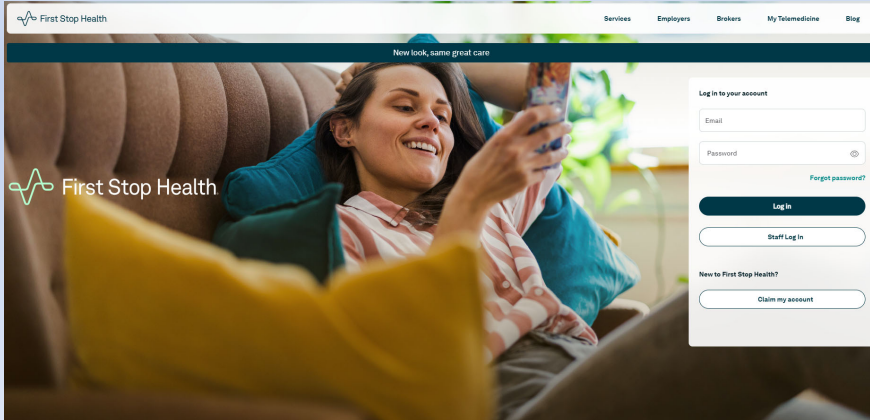 First Stop Health
Services Employers Brokers My Telemedicine Blog
New look, same great care
First Stop Health
Log in to your account
Email
Password
Forgot password?
Log in
Staff Log In
New to First Stop Health?
Claim my account